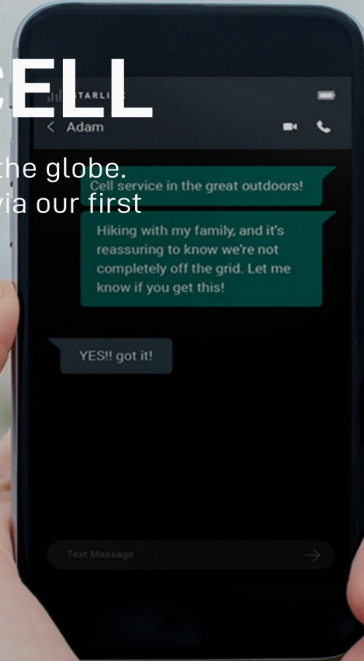 CELL
STARLI
Adam
the globe.
via our first
Cell service in the great outdoors!
Hiking with my family, and it's
reassuring to know we're not
completely off the grid. Let me
know if you get this!
YES!! got it!
Text Message